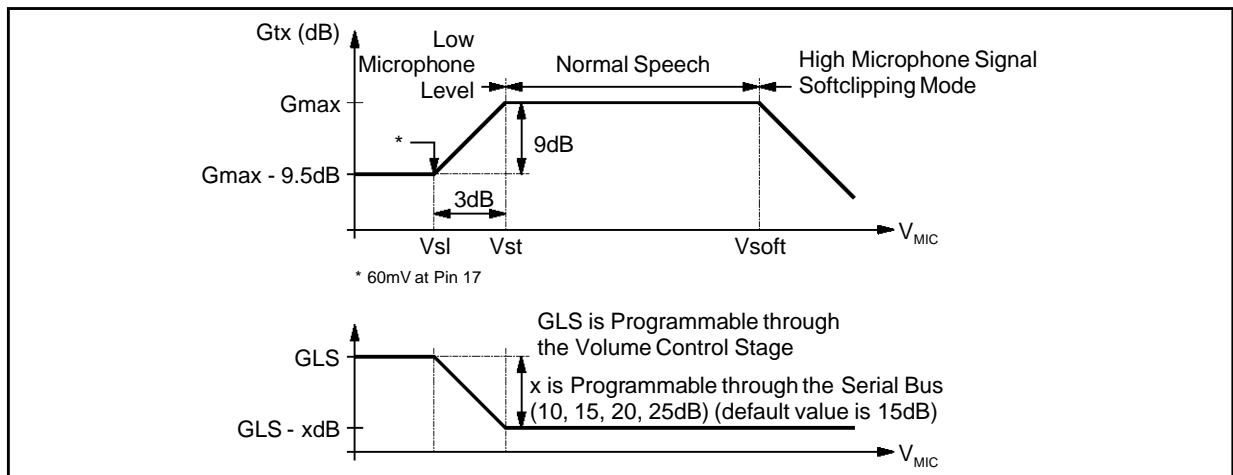 Gtx (dB)
Low
Microphone
Level
Normal Speech
High Microphone Signal
Softclipping Mode
Gmax
*
9dB
Gmax - 9.5dB
3dB
Vsl
Vst
Vsoft
VMIC
* 60mV at Pin 17
GLS is Programmable through
the Volume Control Stage
GLS
x is Programmable through the Serial Bus
(10, 15, 20, 25dB) (default value is 15dB)
GLS - xdB
VMIC